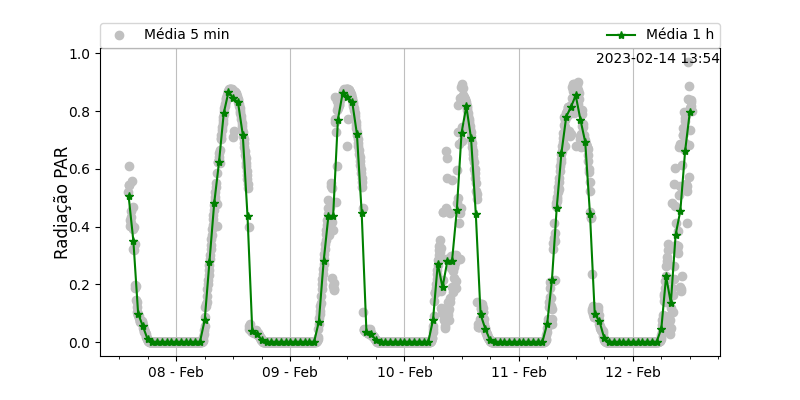 Média 5 min
Média 1 h
2023-02-14 13:54
Radiação PAR
1.0
0.8
0.6
0.4
0.2
0.0
08 - Feb
09 - Feb
10 - Feb
11 - Feb
12 - Feb